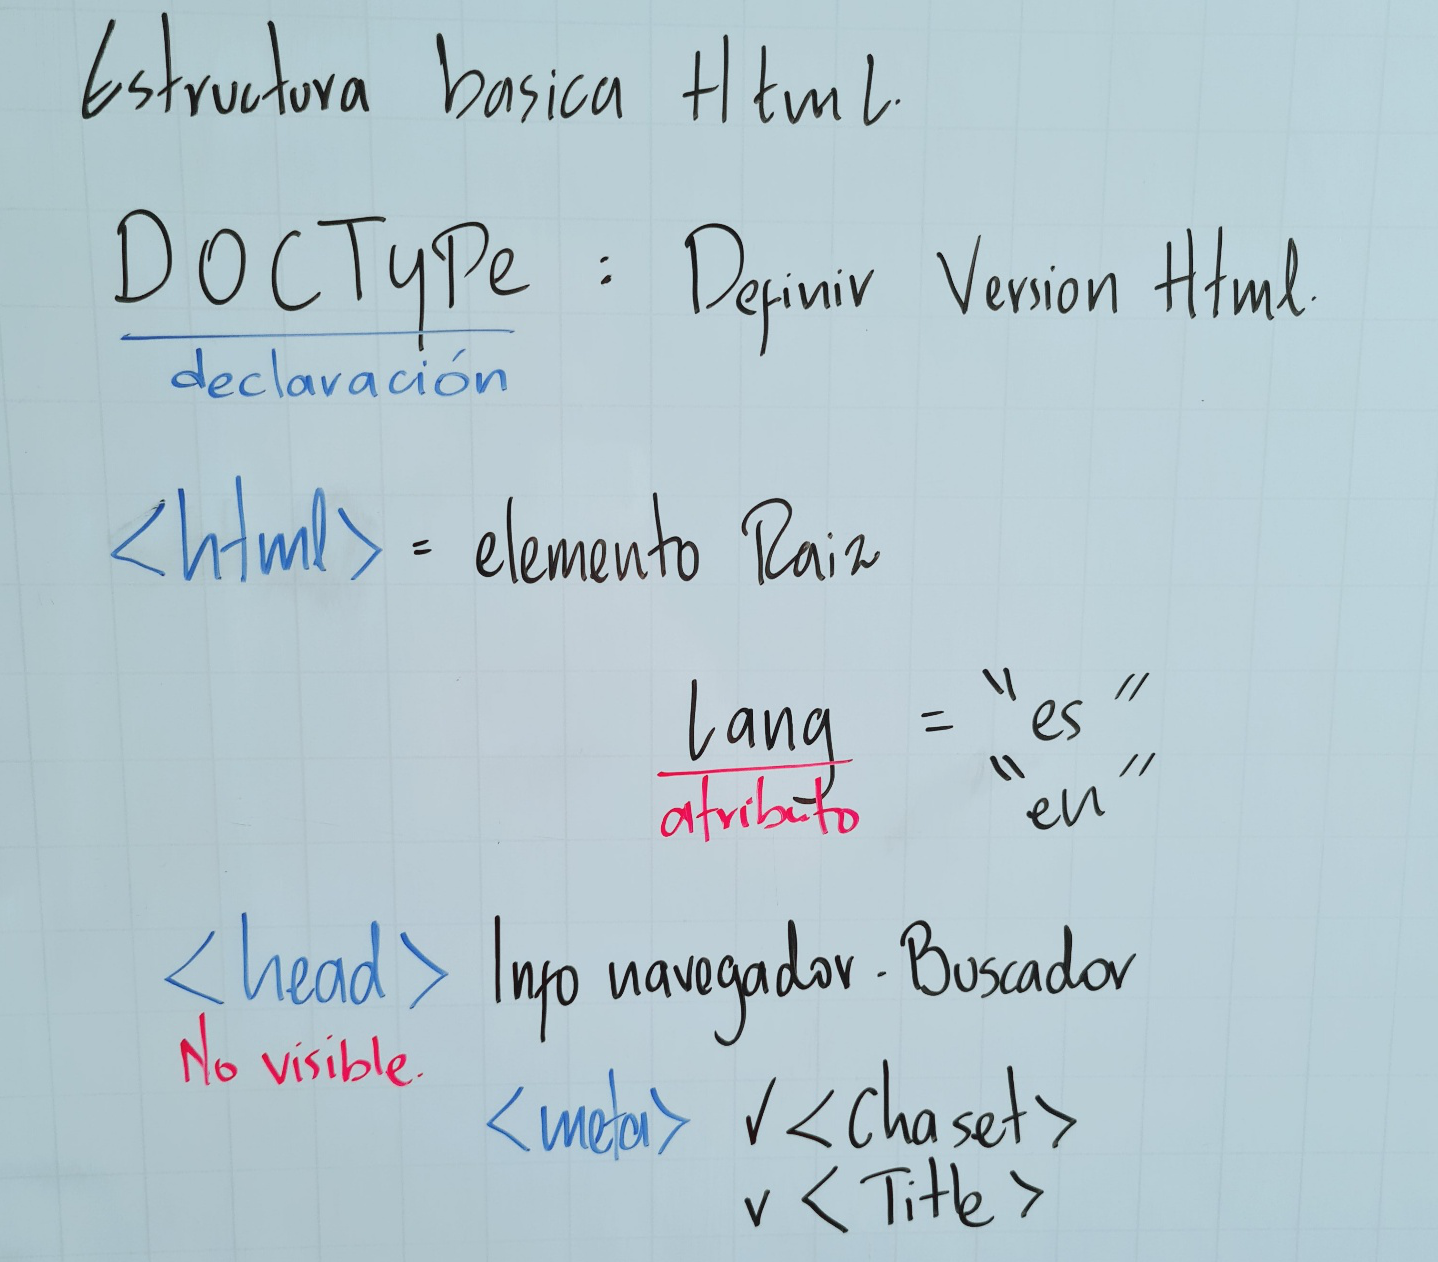 Estructura basica Html.
DOCTyPe : Definir Version Html.
declaración
<html> = elemento Raiz
Lang = "es"
atributo "en"
<head> Info navegador - Buscador
No visible.
<meta> ✓ <Chaset>
✓ <Title>